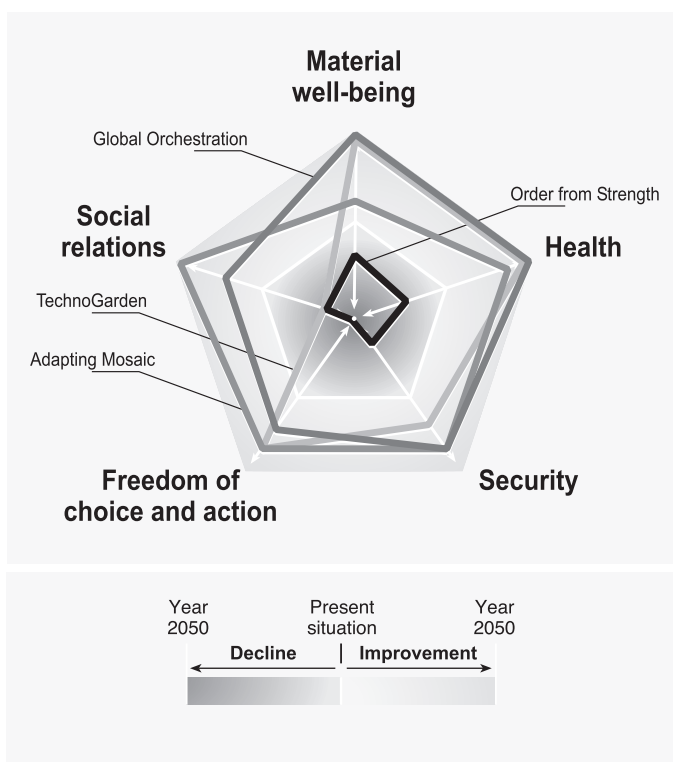 Material
well-being
Global Orchestration
Order from Strength
Social
relations
Health
TechnoGarden
Adapting Mosaic
Freedom of
choice and action
Security
Year
2050
Present
situation
Year
2050
Decline
Improvement